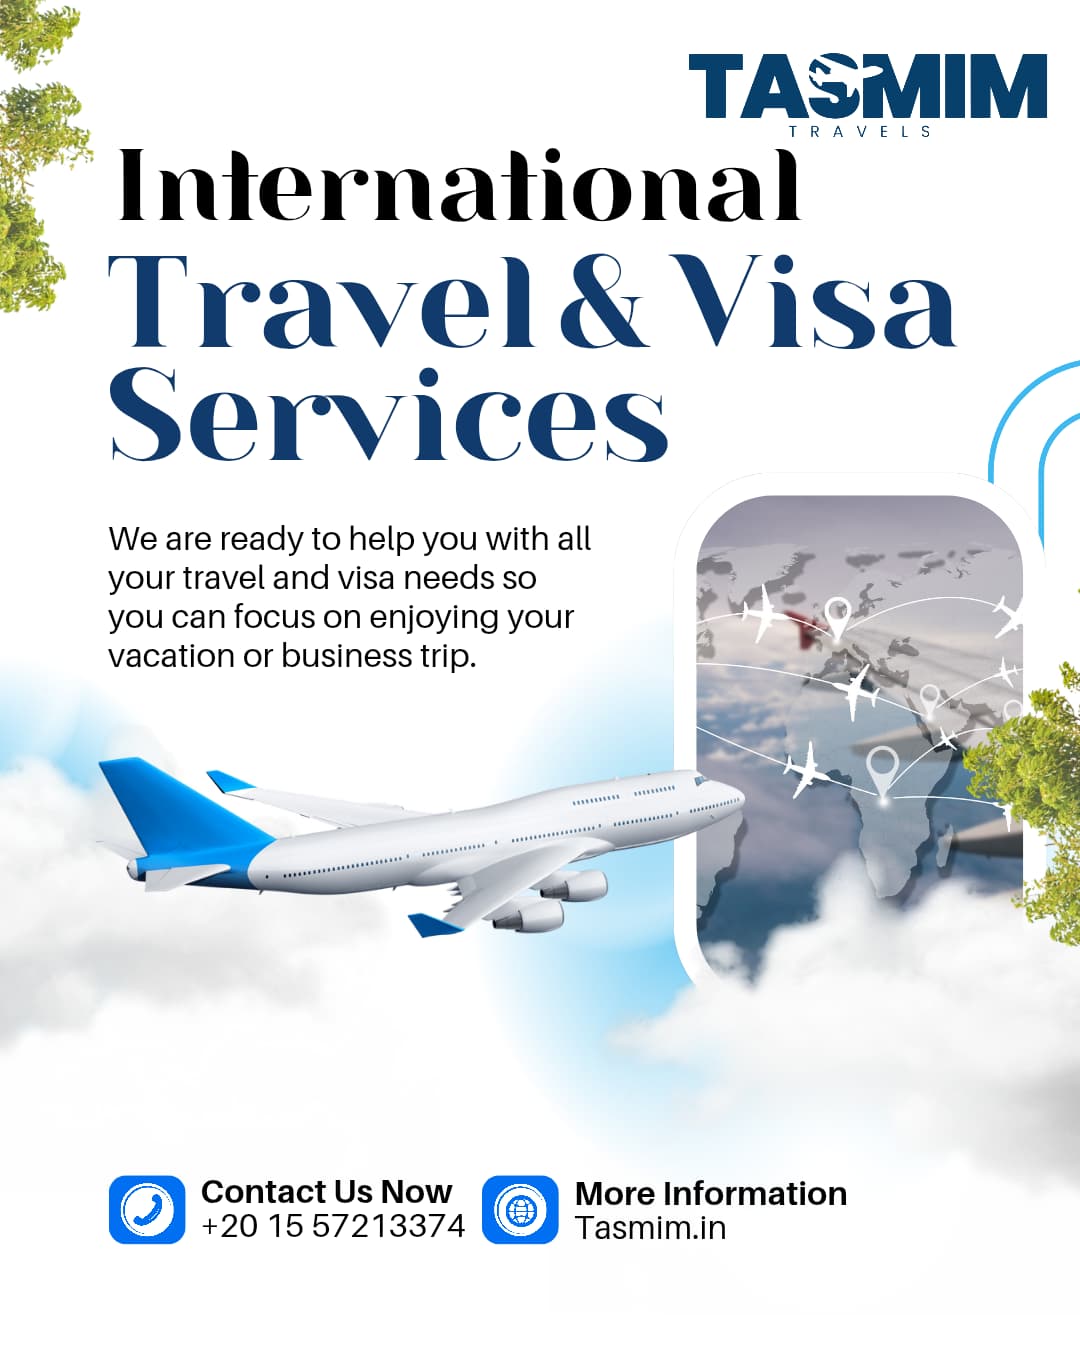 TASMIM
TRAVELS
International
Travel & Visa
Services
We are ready to help you with all
your travel and visa needs so
you can focus on enjoying your
vacation or business trip.
Contact Us Now
+20 15 57213374
More Information
Tasmim.in